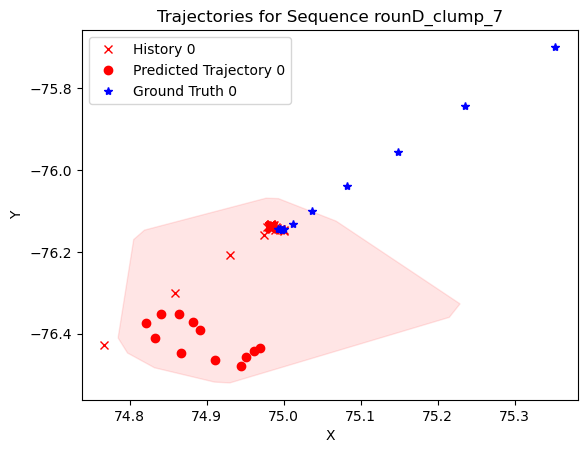 Trajectories for Sequence rounD_clump_7
History 0
Predicted Trajectory 0
Ground Truth 0
Y
−75.8
−76.0
−76.2
−76.4
74.8 74.9 75.0 75.1 75.2 75.3
X